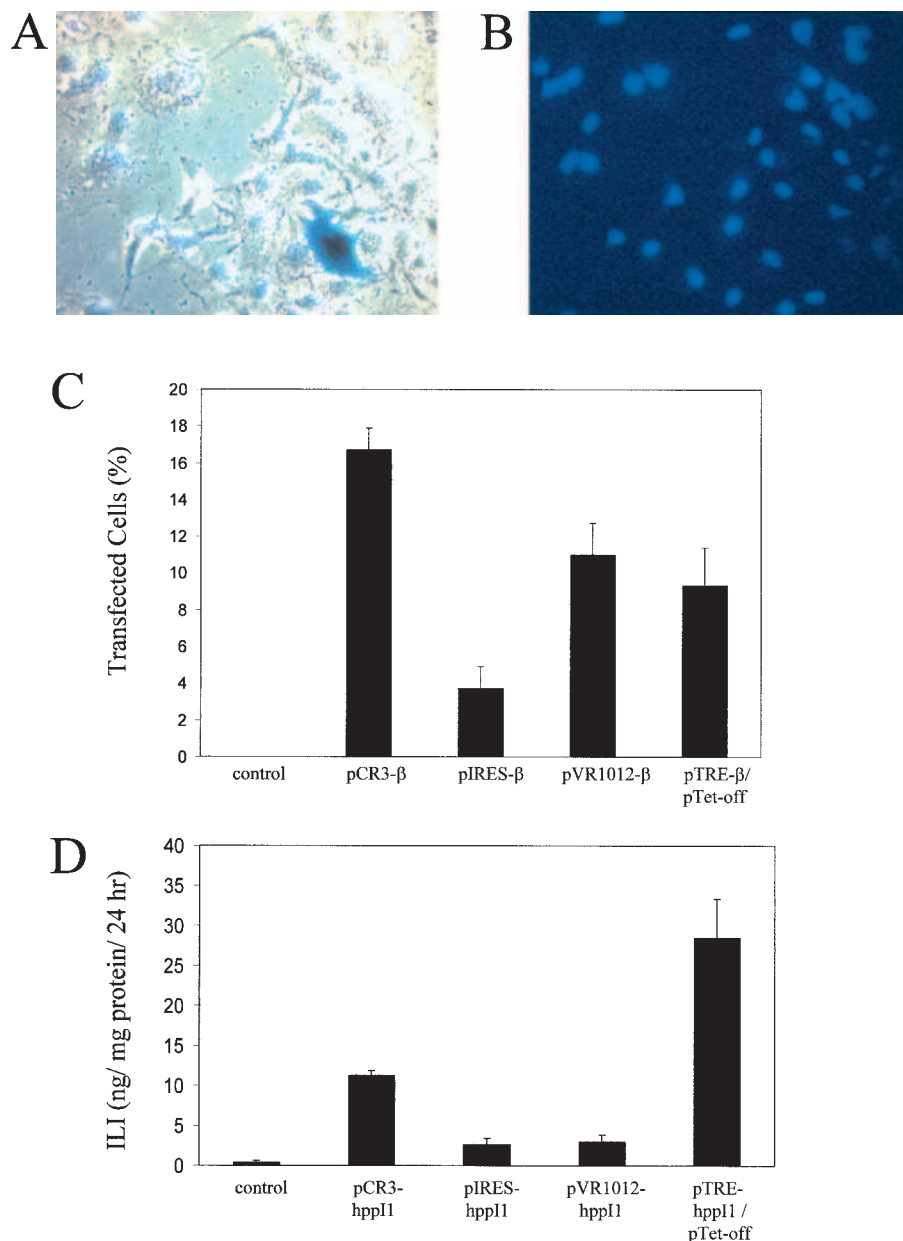 A
B
C
Transfected Cells (%)
20
18
16
14
12
10
8
6
4
2
0
control
pCR3-β
pIRES-β
pVR1012-β
pTRE-β/
pTet-off
D
ILI (ng/ mg protein/ 24 hr)
40
35
30
25
20
15
10
5
0
control
pCR3-
hppI1
pIRES-
hppI1
pVR1012-
hppI1
pTRE-
hppI1 /
pTet-off